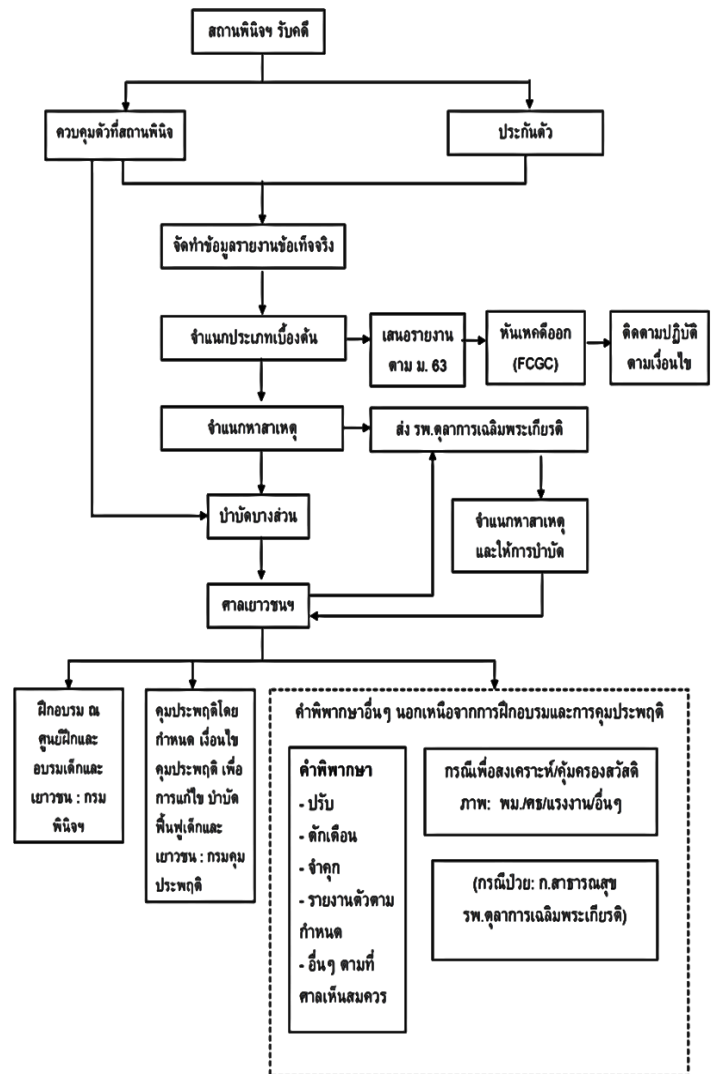 สถานพินิจฯ รับคดี
ควบคุมตัวที่สถานพินิจ
ประกันตัว
จัดทำข้อมูลรายงานข้อเท็จจริง
จำแนกประเภทเบื้องต้น
เสนอรายงาน
ตาม ม. 63
หันเหคดีออก
(FCGC)
ติดตามปฏิบัติ
ตามเงื่อนไข
จำแนกหาสาเหตุ
ส่ง รพ.ตุลาการเฉลิมพระเกียรติ
บำบัดบางส่วน
จำแนกหาสาเหตุ
และให้การบำบัด
ศาลเยาวชนฯ
ฝึกอบรม ณ
ศูนย์ฝึกและ
อบรมเด็กและ
เยาวชน : กรม
พินิจฯ
คุมประพฤติโดย
กำหนด เงื่อนไข
คุมประพฤติ เพื่อ
การแก้ไข บำบัด
ฟื้นฟูเด็กและ
เยาวชน : กรมคุม
ประพฤติ
คำพิพากษาอื่นๆ นอกเหนือจากการฝึกอบรมและการคุมประพฤติ
คำพิพากษา
- ปรับ
- ตักเตือน
- จำคุก
- รายงานตัวตาม
กำหนด
- อื่นๆ ตามที่
ศาลเห็นสมควร
กรณีเพื่อสงเคราะห์/คุ้มครองสวัสดิ
ภาพ: พม./ศธ/แรงงาน/อื่นๆ
(กรณีป่วย: ก.สาธารณสุข
รพ.ตุลาการเฉลิมพระเกียรติ)